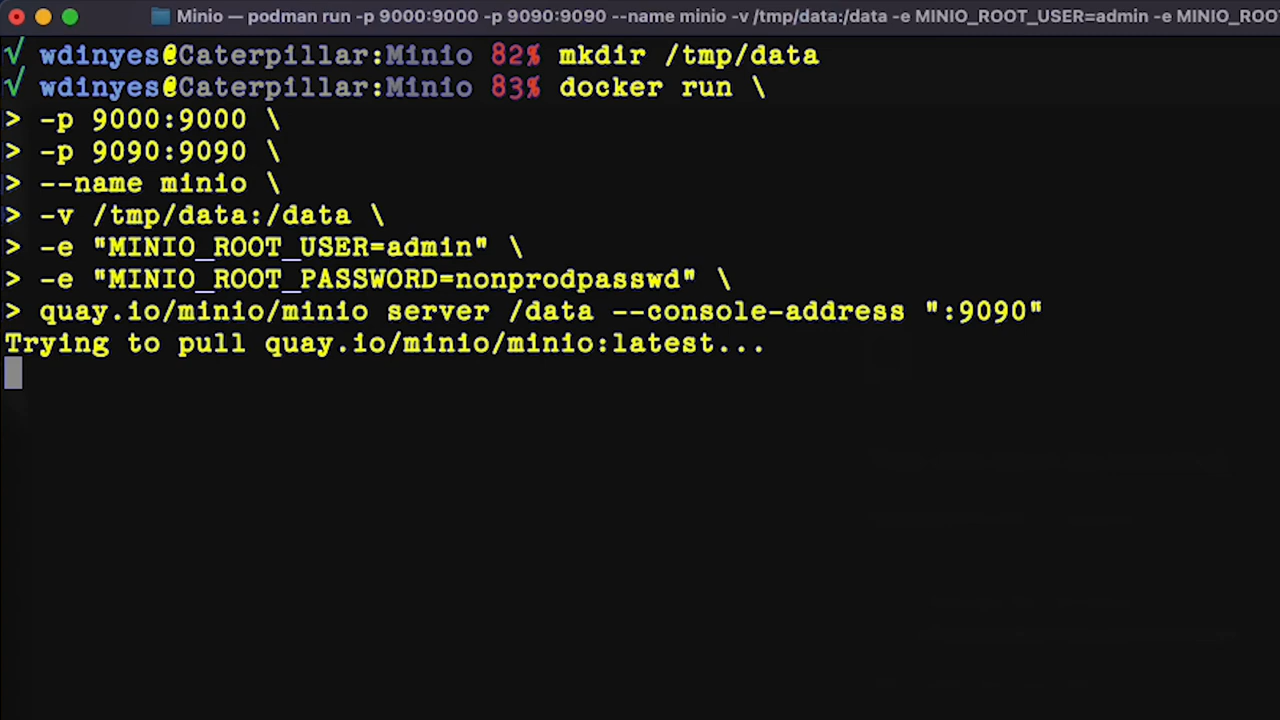 Minio — podman run -p 9000:9000 -p 9090:9090 --name minio -v /tmp/data:/data -e MINIO_ROOT_USER=admin -e MINIO_ROO
√ wdinyes@Caterpillar:Minio 82% mkdir /tmp/data
√ wdinyes@Caterpillar:Minio 83% docker run \
> -p 9000:9000 \
> -p 9090:9090 \
> --name minio \
> -v /tmp/data:/data \
> -e "MINIO_ROOT_USER=admin" \
> -e "MINIO_ROOT_PASSWORD=nonprodpasswd" \
> quay.io/minio/minio server /data --console-address ":9090"
Trying to pull quay.io/minio/minio:latest...